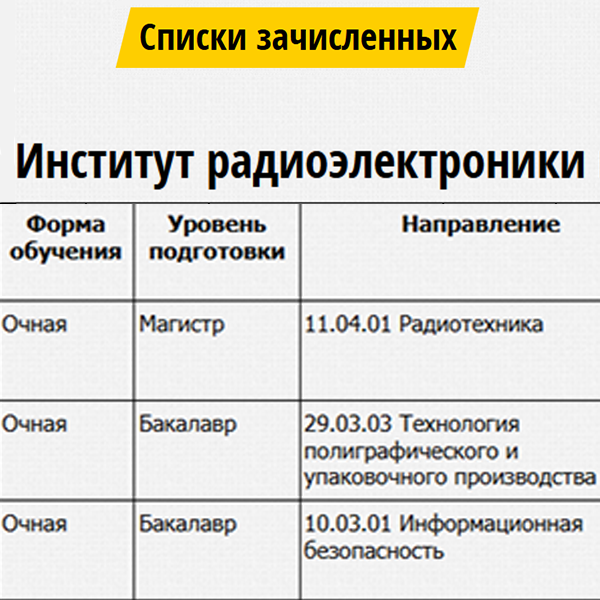 Списки зачисленных
Институт радиоэлектроники
Форма обучения Уровень подготовки Направление
Очная Магистр 11.04.01 Радиотехника
Очная Бакалавр 29.03.03 Технология
полиграфического и
упаковочного производства
Очная Бакалавр 10.03.01 Информационная
безопасность